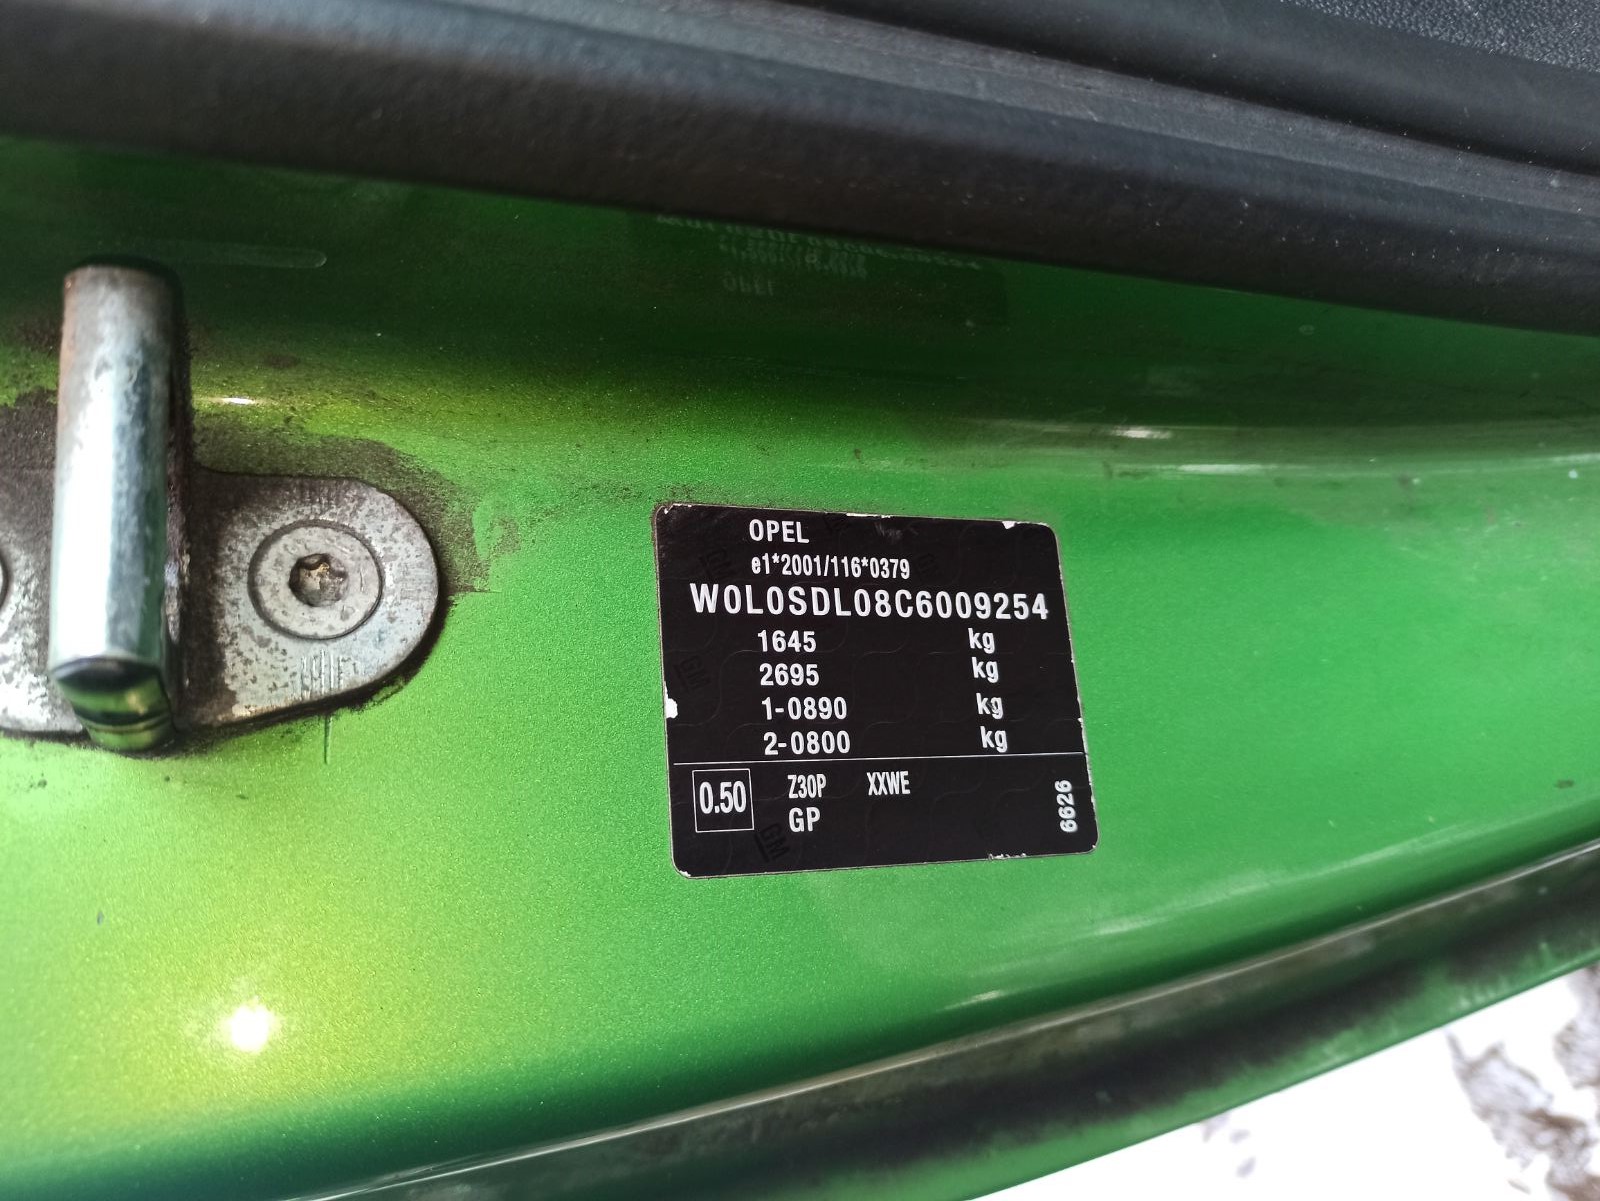 OPEL
e1*2001/116*0379
W0L0SDL08C6009254
1645 kg
2695 kg
1-0890 kg
2-0800 kg
0.50 Z30P XXWE
GP
6626